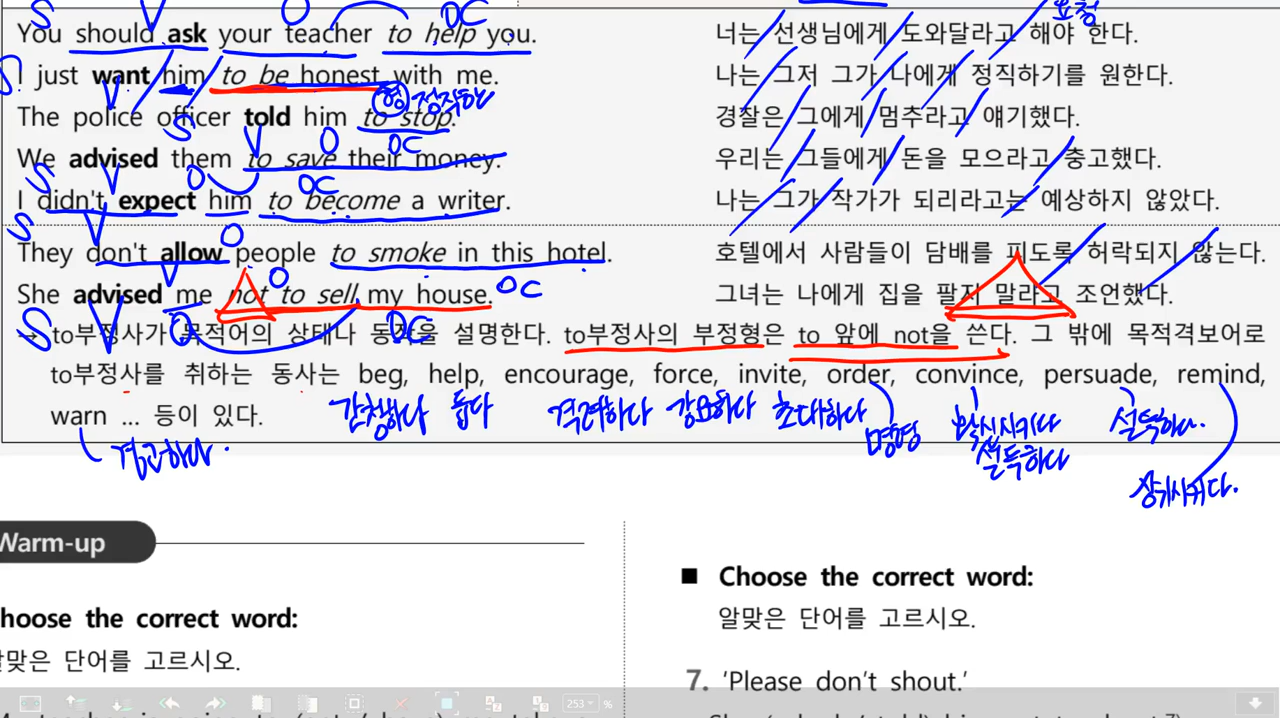 S V O OC 요청
You should ask your teacher to help you. 너는 선생님에게 도와달라고 해야 한다.
S V
I just want him to be honest with me. 나는 그저 그가 나에게 정직하기를 원한다.
형 정직한
The police officer told him to stop. 경찰은 그에게 멈추라고 얘기했다.
S V O OC
We advised them to save their money. 우리는 그들에게 돈을 모으라고 충고했다.
S V O OC
I didn't expect him to become a writer. 나는 그가 작가가 되리라고는 예상하지 않았다.
S V O
They don't allow people to smoke in this hotel. 호텔에서 사람들이 담배를 피도록 허락되지 않는다.
V O OC
She advised me not to sell my house. 그녀는 나에게 집을 팔지 말라고 조언했다.
S V O OC
→ to부정사가 목적어의 상태나 동작을 설명한다. to부정사의 부정형은 to 앞에 not을 쓴다. 그 밖에 목적격보어로
to부정사를 취하는 동사는 beg, help, encourage, force, invite, order, convince, persuade, remind,
warn ... 등이 있다.
간청하다 돕다 격려하다 강요하다 초대하다 명령 확신시키다 설득하다 설득하다.
경고하다. 상기시키다.
Warm-up
hoose the correct word:
알맞은 단어를 고르시오.
■ Choose the correct word:
알맞은 단어를 고르시오.
7. 'Please don't shout.'
253 %